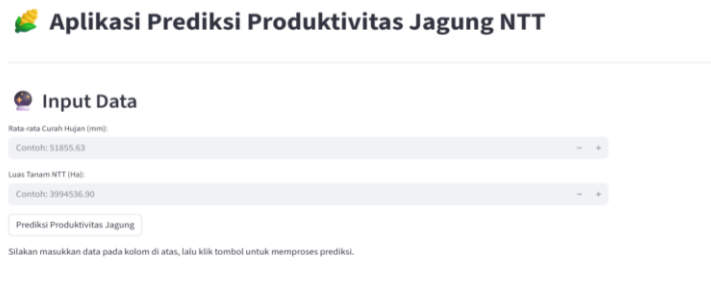 Aplikasi Prediksi Produktivitas Jagung NTT
Input Data
Rata-rata Curah Hujan (mm):
Contoh: 51855.63
Luas Tanam NTT (Ha):
Contoh: 3994536.90
Prediksi Produktivitas Jagung
Silakan masukkan data pada kolom di atas, lalu klik tombol untuk memproses prediksi.